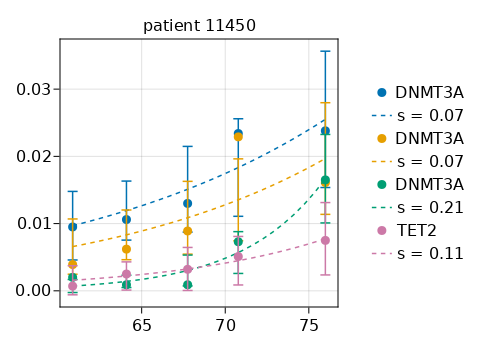 patient 11450
0.03
0.02
0.01
0.00
65
70
75
DNMT3A
s = 0.07
DNMT3A
s = 0.07
DNMT3A
s = 0.21
TET2
s = 0.11